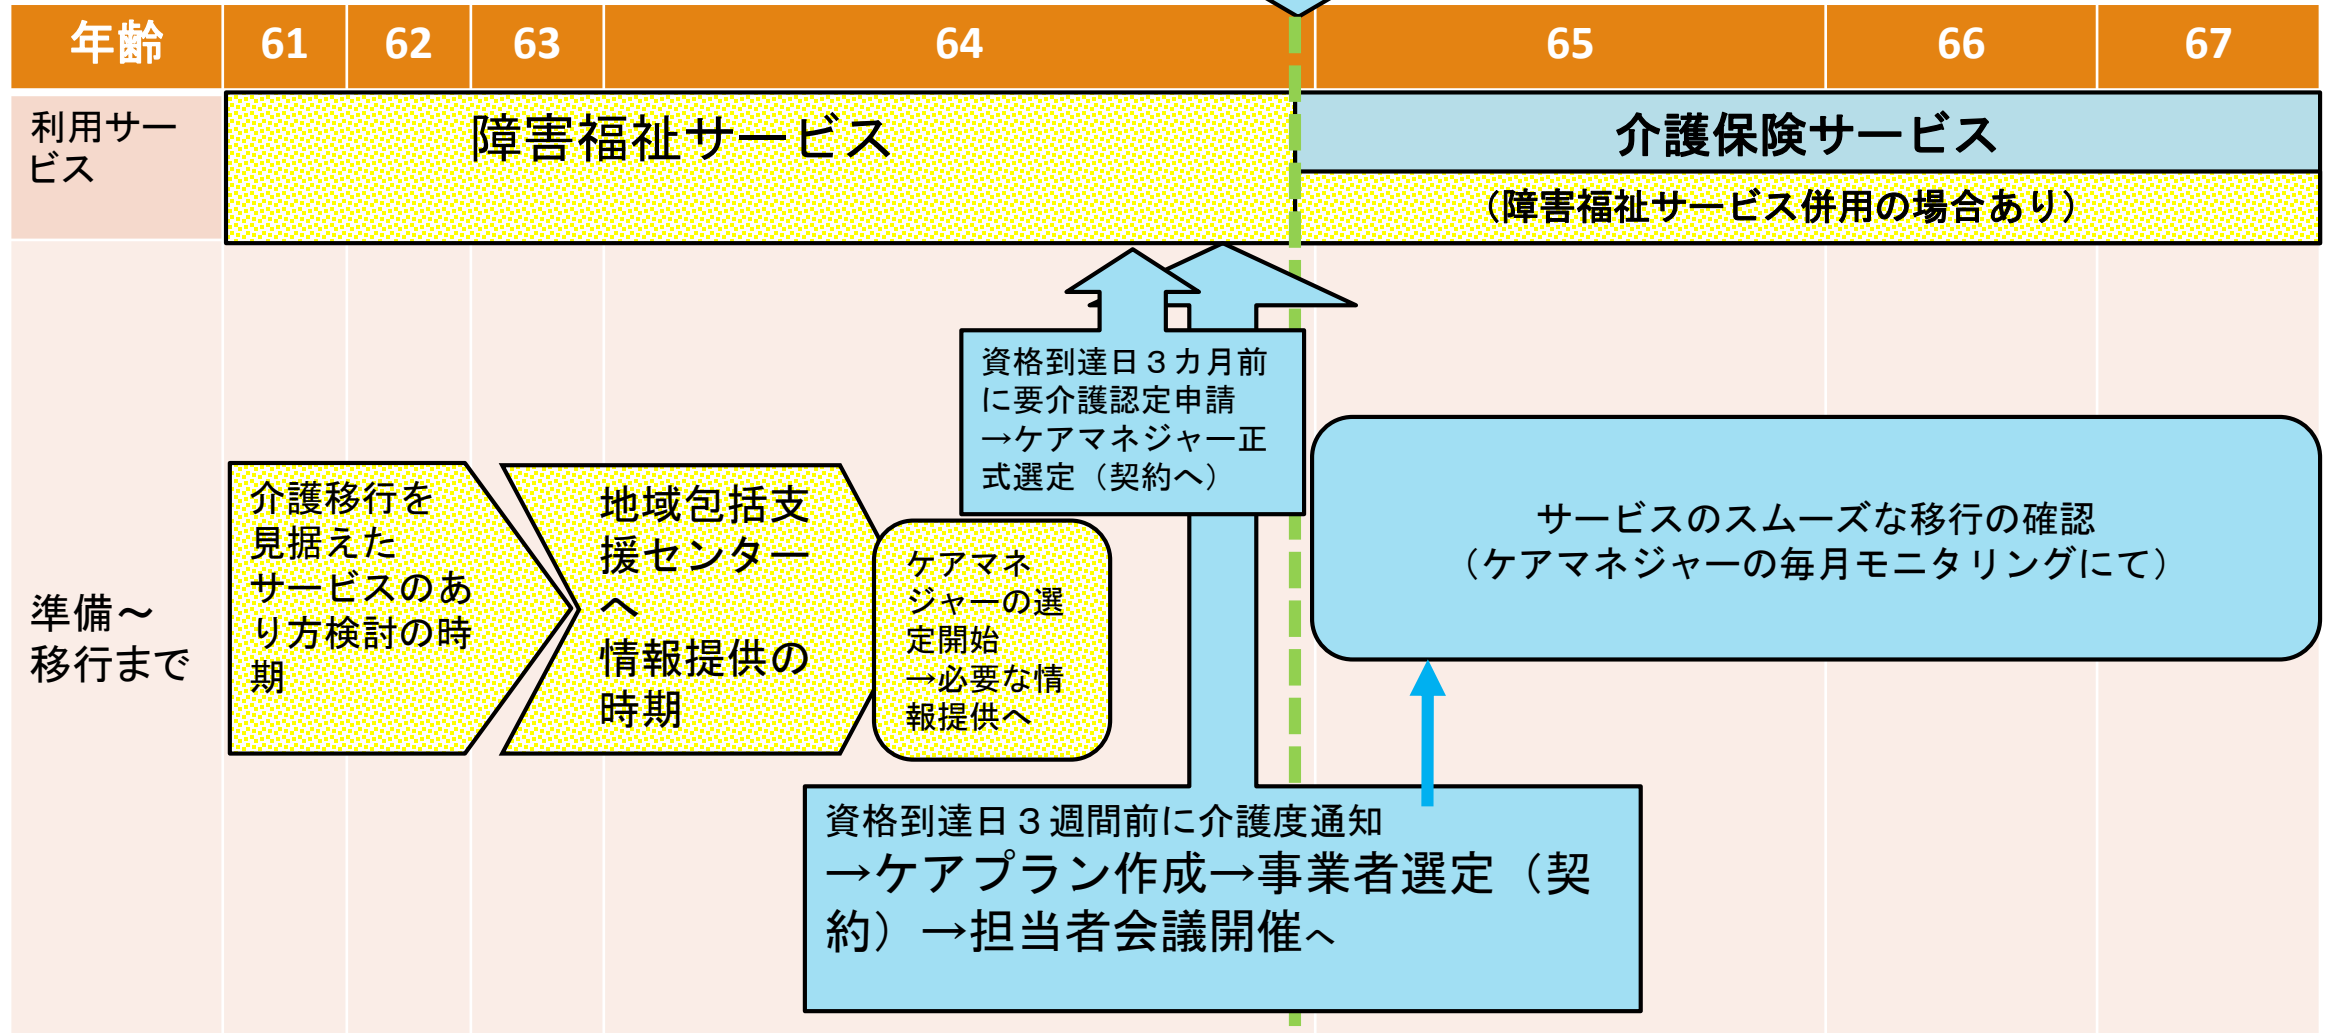 年齢 61 62 63 64 65 66 67
利用サー
ビス
障害福祉サービス
介護保険サービス
（障害福祉サービス併用の場合あり）
準備～
移行まで
介護移行を
見据えた
サービスのあ
り方検討の時
期
地域包括支
援センター
へ
情報提供の
時期
ケアマネ
ジャーの選
定開始
→必要な情
報提供へ
資格到達日３カ月前
に要介護認定申請
→ケアマネジャー正
式選定（契約へ）
資格到達日３週間前に介護度通知
→ケアプラン作成→事業者選定（契
約）→担当者会議開催へ
サービスのスムーズな移行の確認
（ケアマネジャーの毎月モニタリングにて）